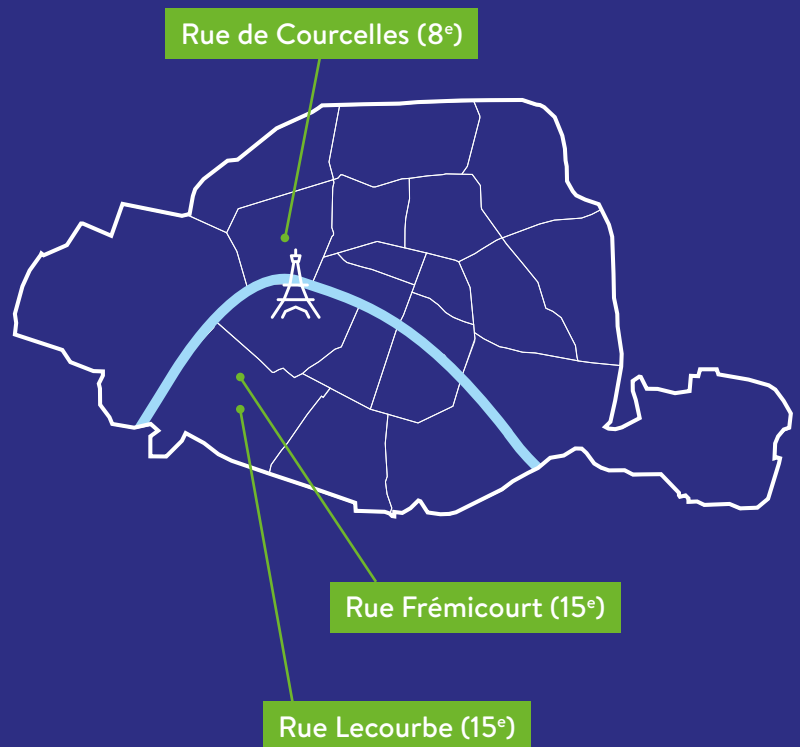 Rue de Courcelles (8ᵉ)
Rue Frémicourt (15ᵉ)
Rue Lecourbe (15ᵉ)